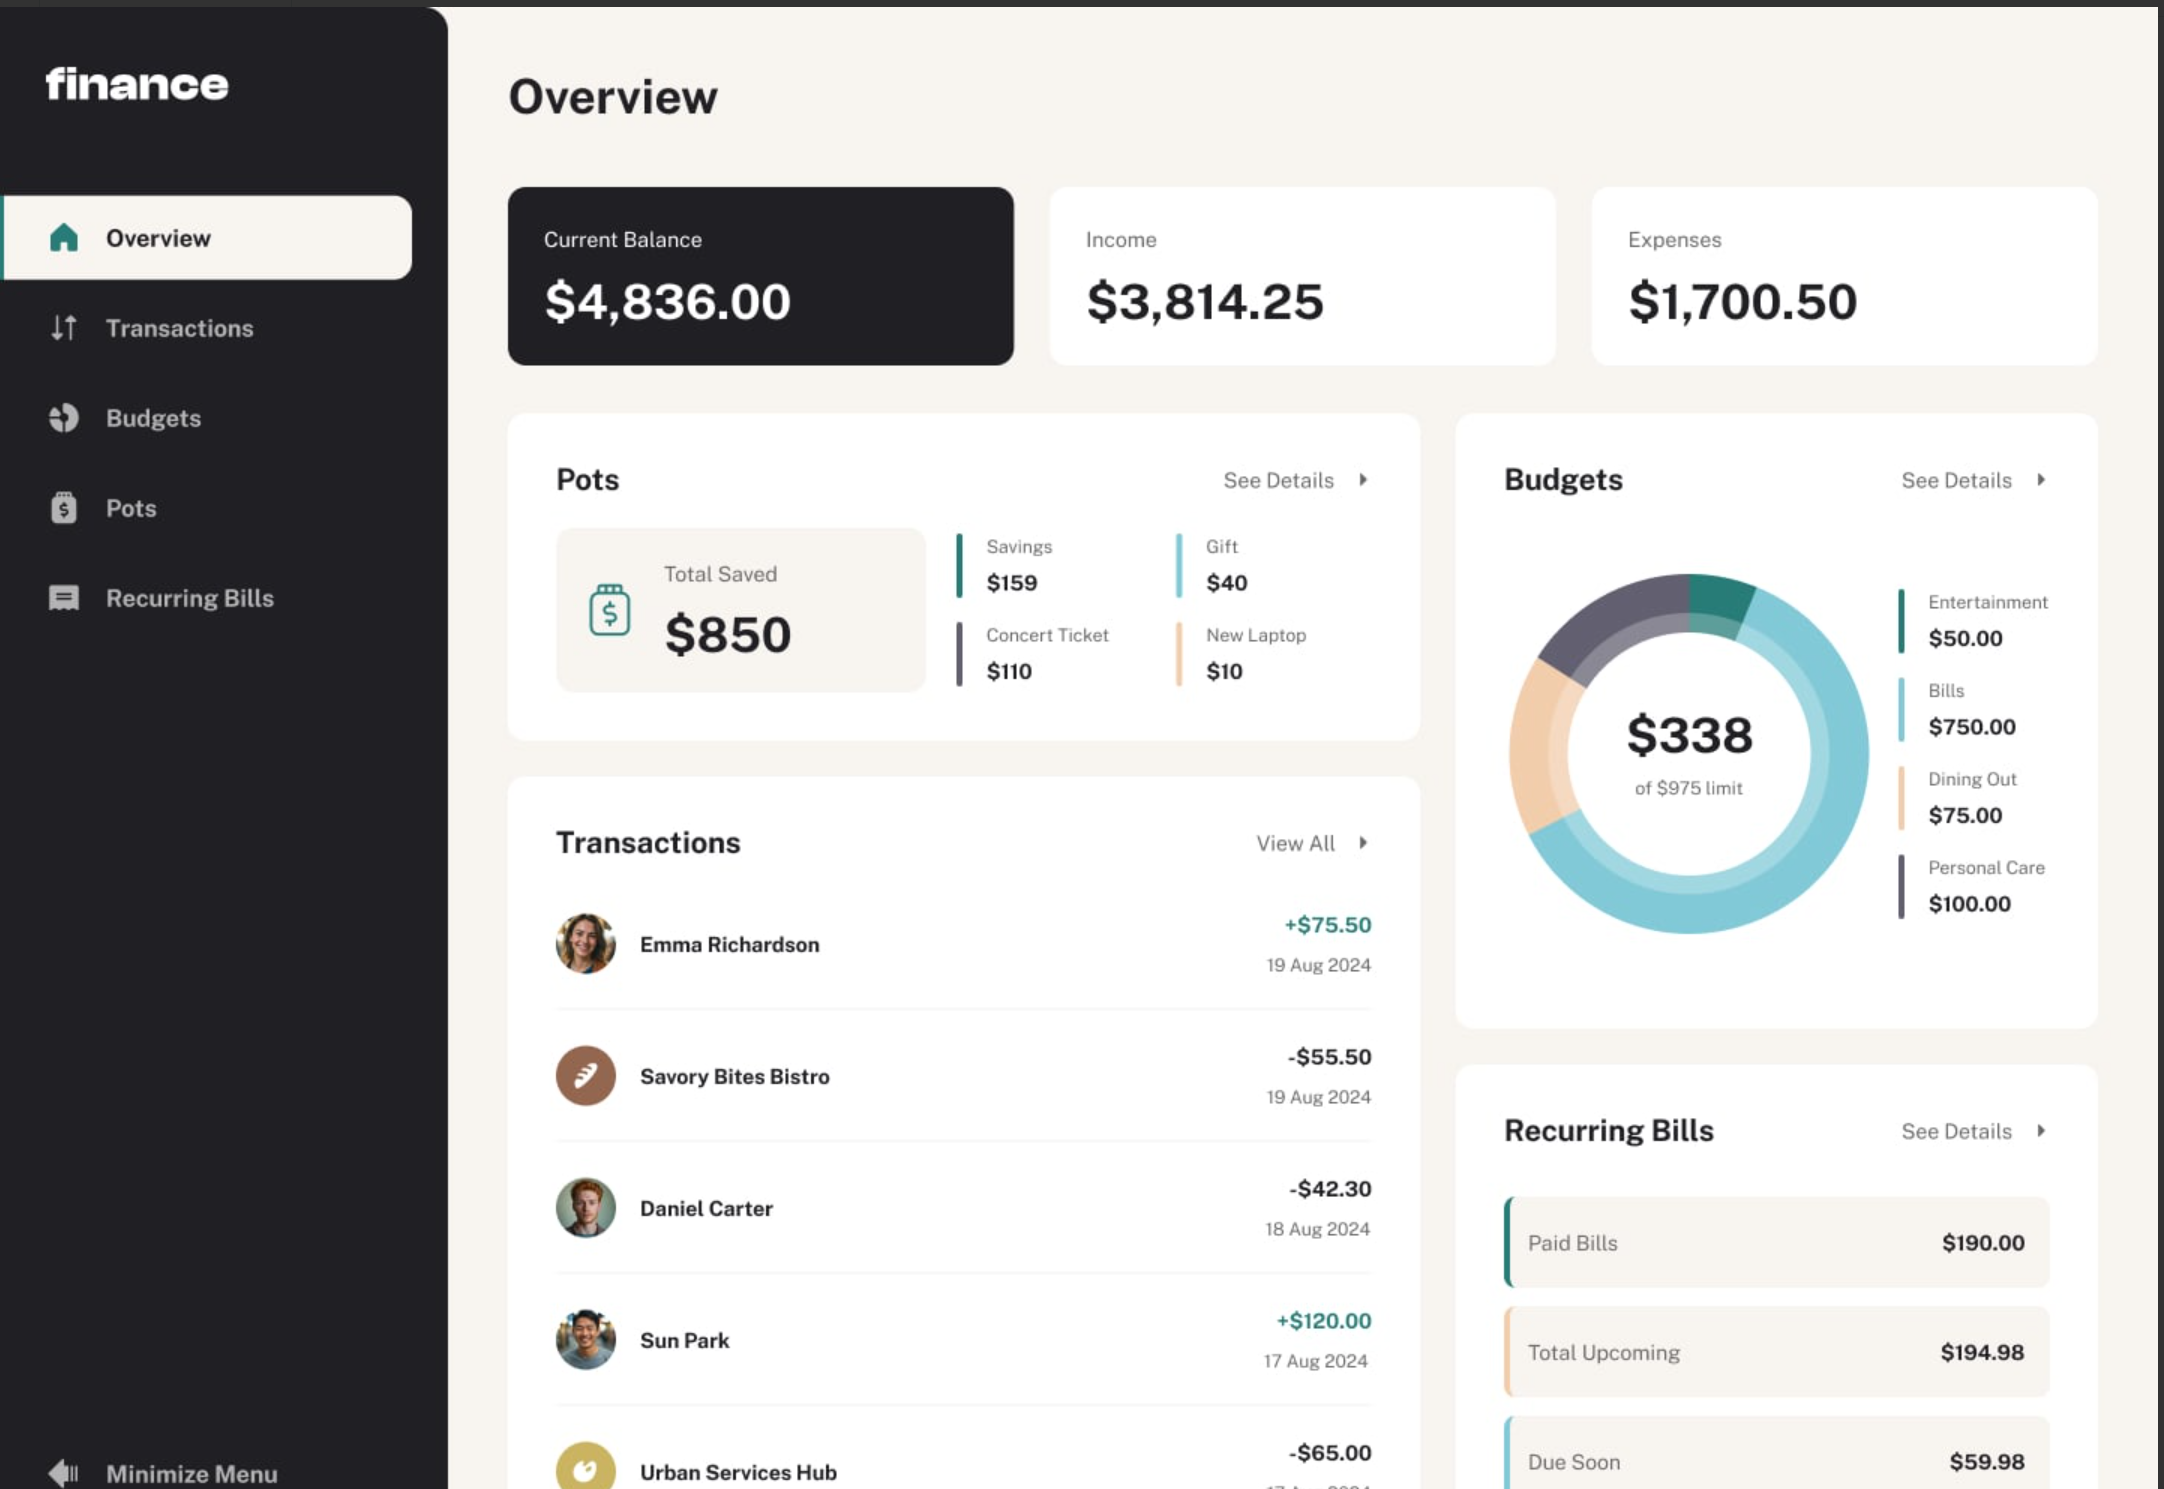 finance
Overview
Transactions
Budgets
Pots
Recurring Bills
Minimize Menu
Overview
Current Balance
$4,836.00
Income
$3,814.25
Expenses
$1,700.50
Pots
See Details
Total Saved
$850
Savings
$159
Gift
$40
Concert Ticket
$110
New Laptop
$10
Transactions
View All
Emma Richardson
+$75.50
19 Aug 2024
Savory Bites Bistro
-$55.50
19 Aug 2024
Daniel Carter
-$42.30
18 Aug 2024
Sun Park
+$120.00
17 Aug 2024
Urban Services Hub
-$65.00
Budgets
See Details
$338
of $975 limit
Entertainment
$50.00
Bills
$750.00
Dining Out
$75.00
Personal Care
$100.00
Recurring Bills
See Details
Paid Bills
$190.00
Total Upcoming
$194.98
Due Soon
$59.98